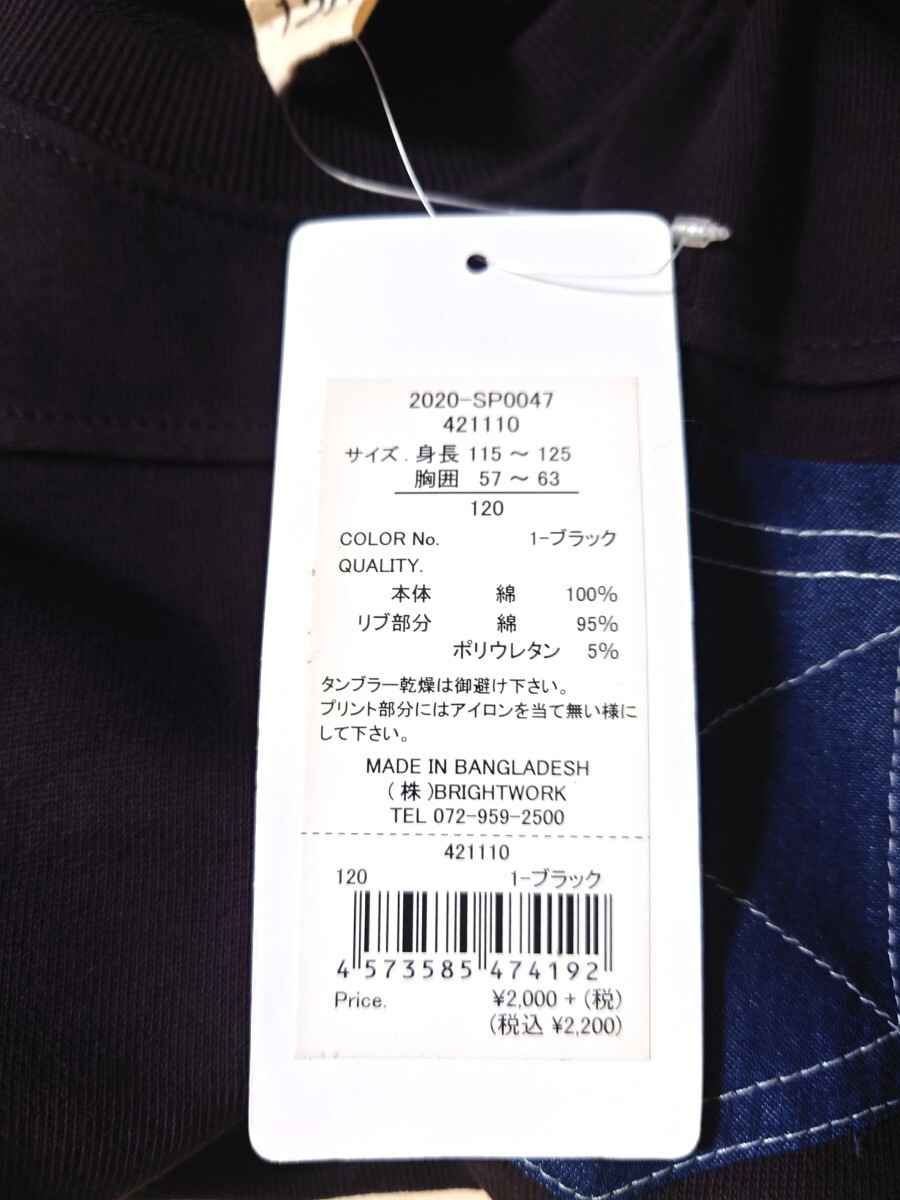 2020-SP0047
421110
サイズ. 身長 115 ～ 125
胸囲 57 ～ 63
120
COLOR No. 1-ブラック
QUALITY.
本体 綿 100%
リブ部分 綿 95%
ポリウレタン 5%
タンブラー乾燥は御避け下さい。
プリント部分にはアイロンを当て無い様に
して下さい。
MADE IN BANGLADESH
(株)BRIGHTWORK
TEL 072-959-2500
421110
120 1-ブラック
4 573585 474192
Price. ¥2,000 + (税)
(税込 ¥2,200)